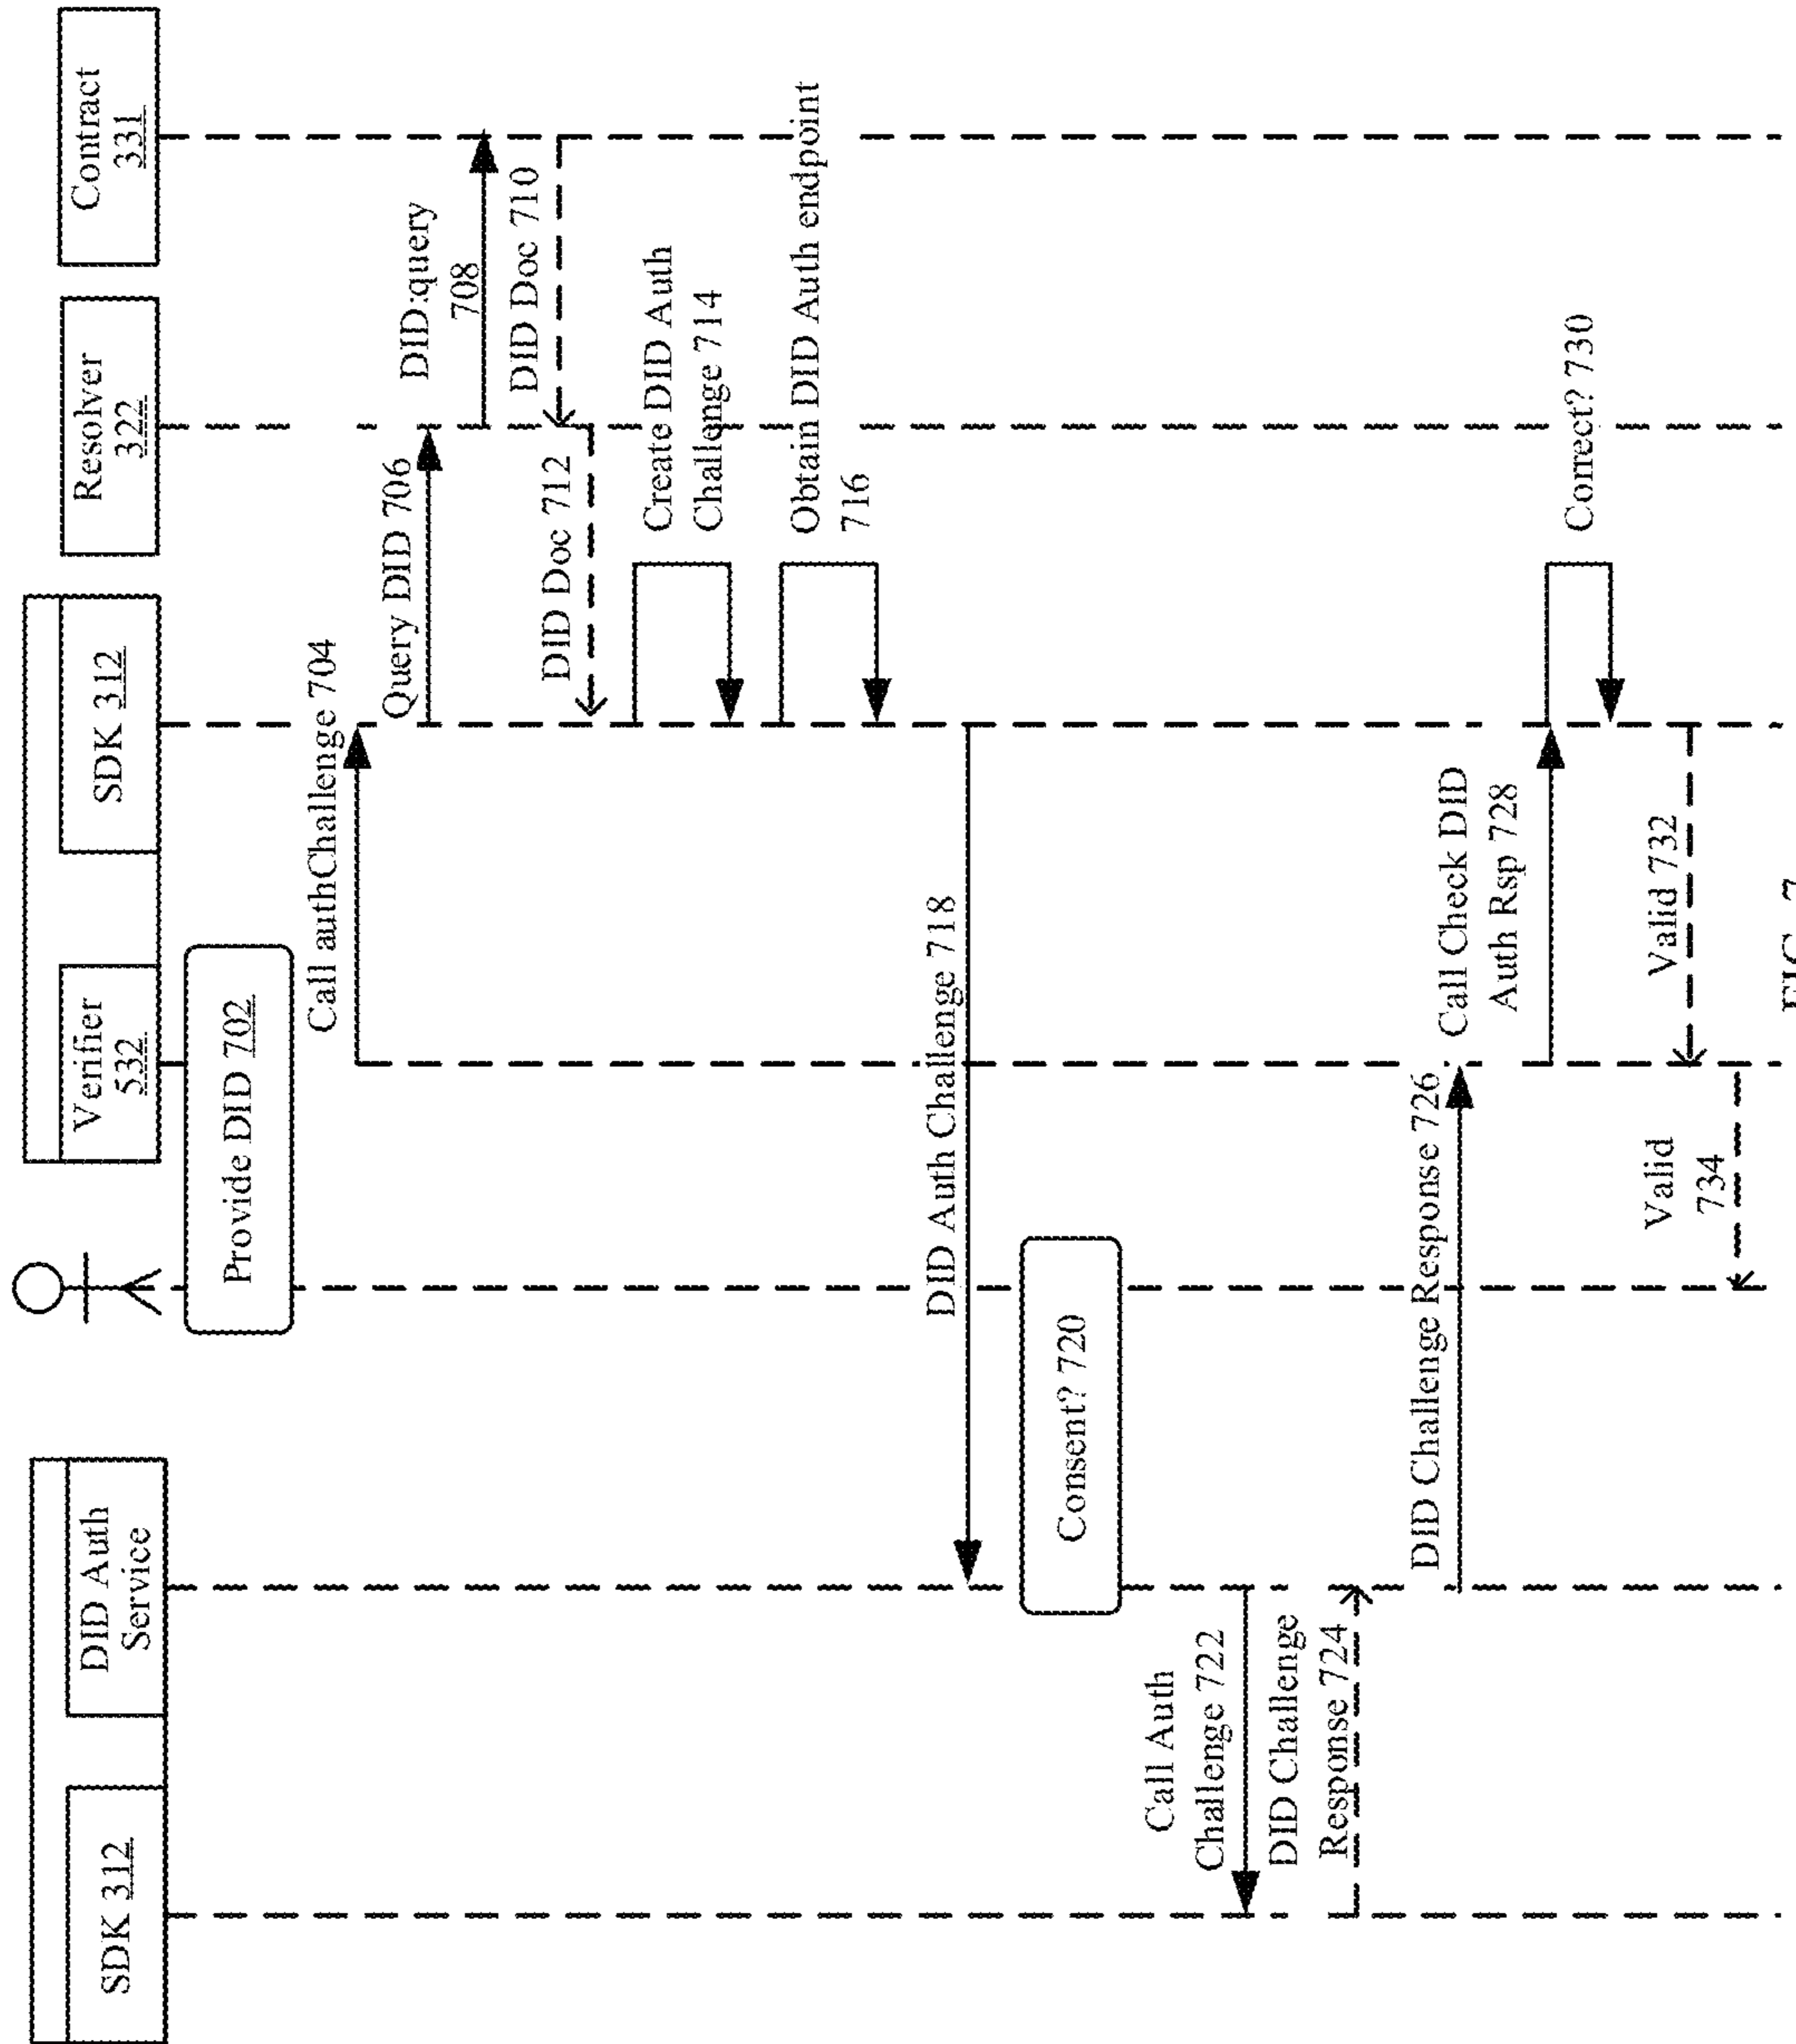 SDK 312
DID Auth
Service
Verifier
532
SDK 312
Resolver
322
Contract
331
Provide DID 702
Call authChallenge 704
Query DID 706
DID:query
708
DID Doc 710
DID Doc 712
Create DID Auth
Challenge 714
Obtain DID Auth endpoint
716
DID Auth Challenge 718
Consent? 720
Call Auth
Challenge 722
DID Challenge
Response 724
DID Challenge Response 726
Call Check DID
Auth Rsp 728
Correct? 730
Valid 732
Valid
734
FIG. 7